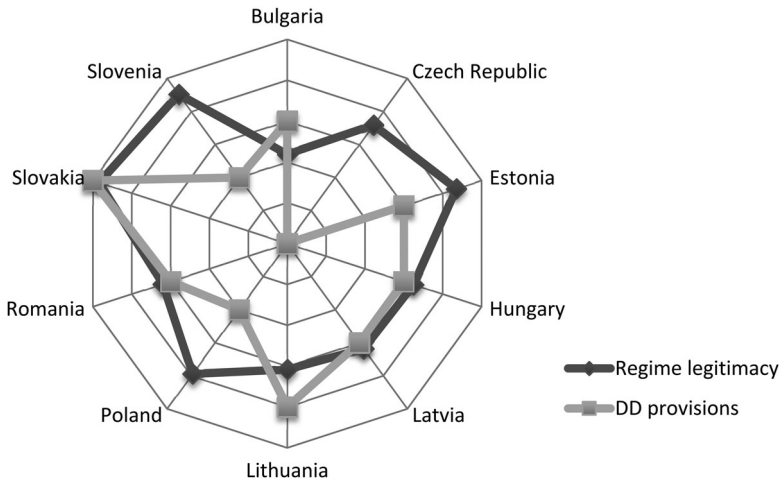 Bulgaria
Slovenia
Czech Republic
Slovakia
Estonia
Romania
Hungary
Poland
Latvia
Lithuania
Regime legitimacy
DD provisions